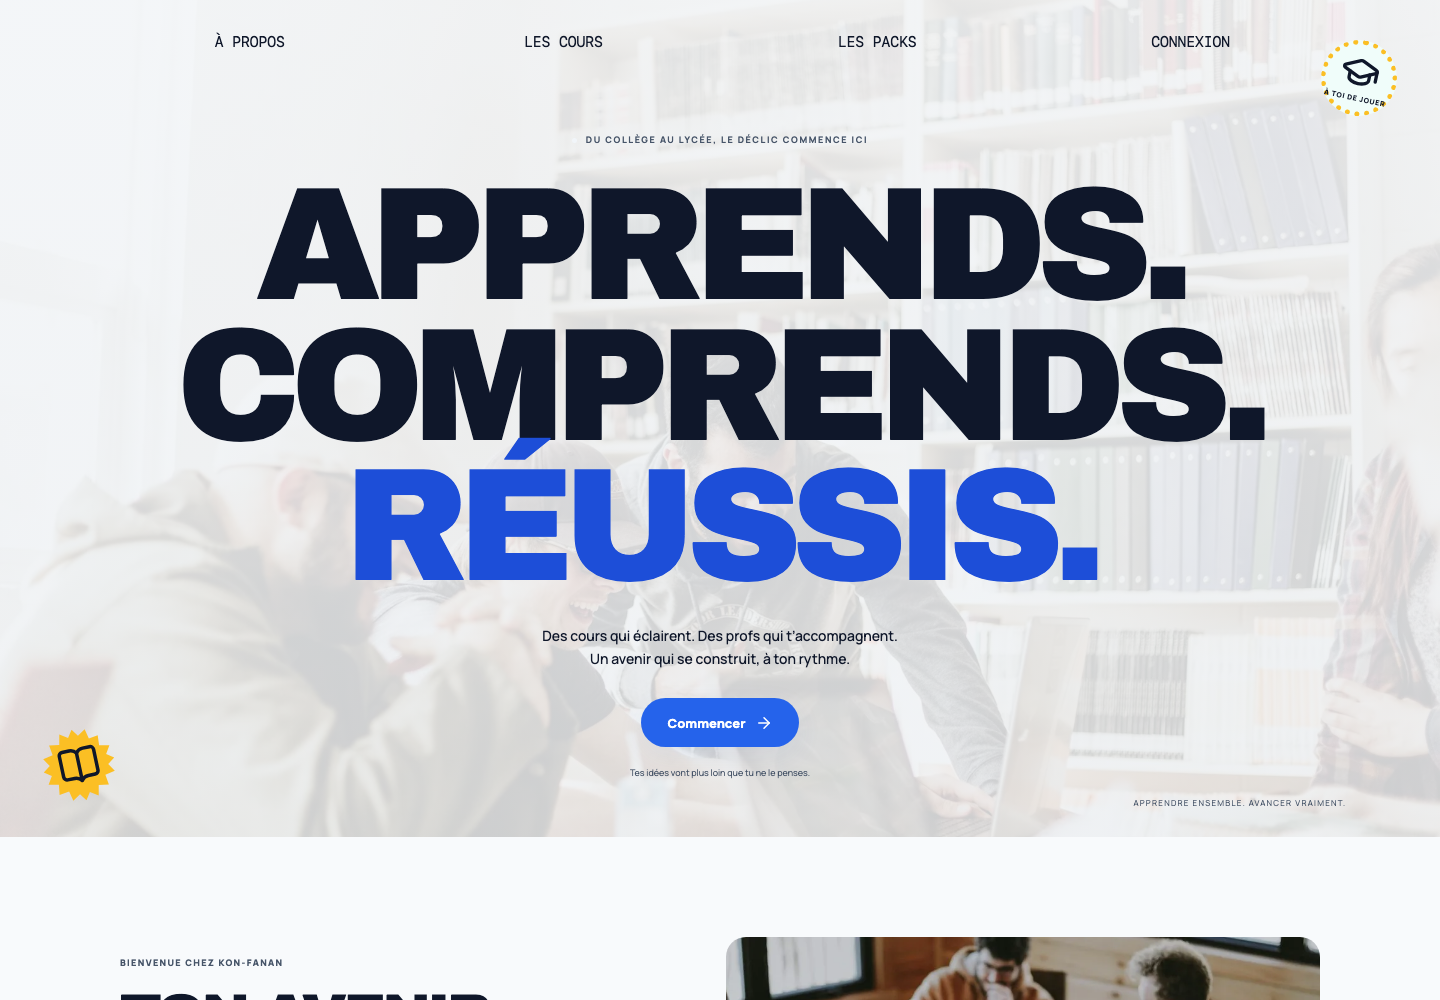 À PROPOS
LES COURS
LES PACKS
CONNEXION
À TOI DE JOUER
DU COLLÈGE AU LYCÉE, LE DÉCLIC COMMENCE ICI
APPRENDS.
COMPRENDS.
RÉUSSIS.
Des cours qui éclairent. Des profs qui t'accompagnent.
Un avenir qui se construit, à ton rythme.
Commencer
Tes idées vont plus loin que tu ne le penses.
APPRENDRE ENSEMBLE. AVANCER VRAIMENT.
BIENVENUE CHEZ KON-FANAN
TON AVENIR